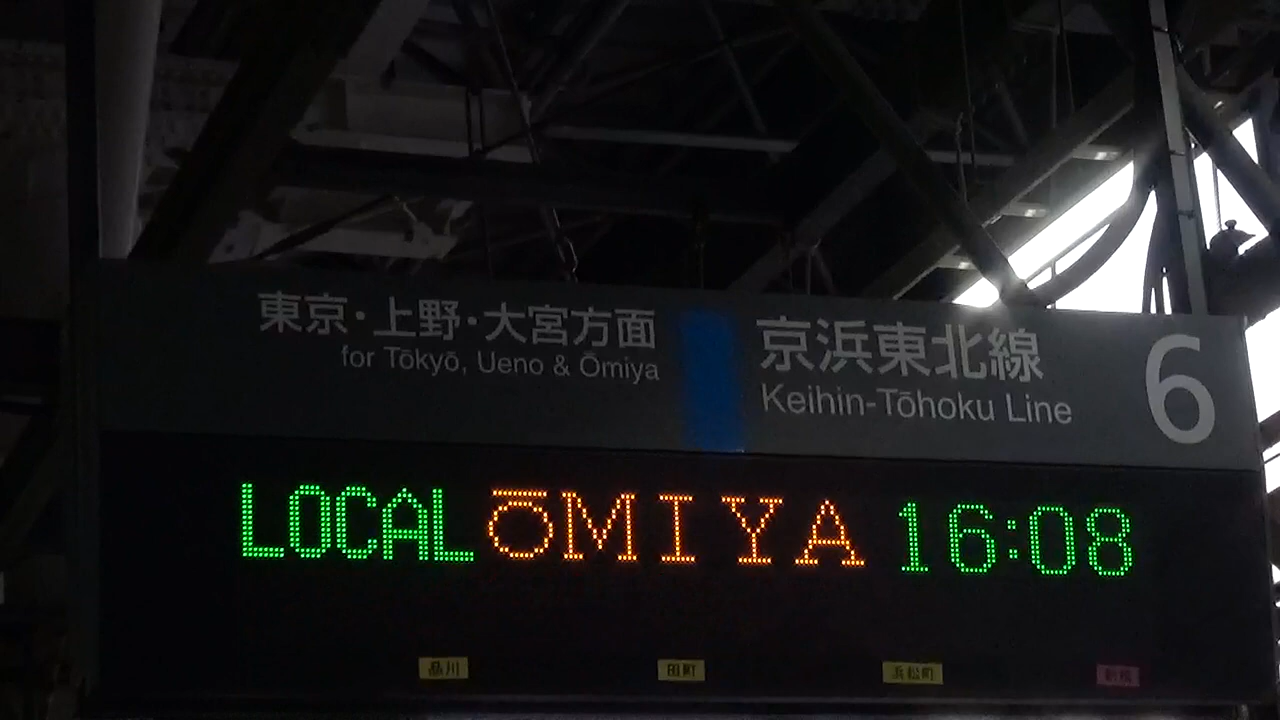 東京・上野・大宮方面
for Tōkyō, Ueno & Ōmiya
京浜東北線
Keihin-Tōhoku Line
6
LOCAL ŌMIYA 16:08
品川 田町 浜松町 新橋